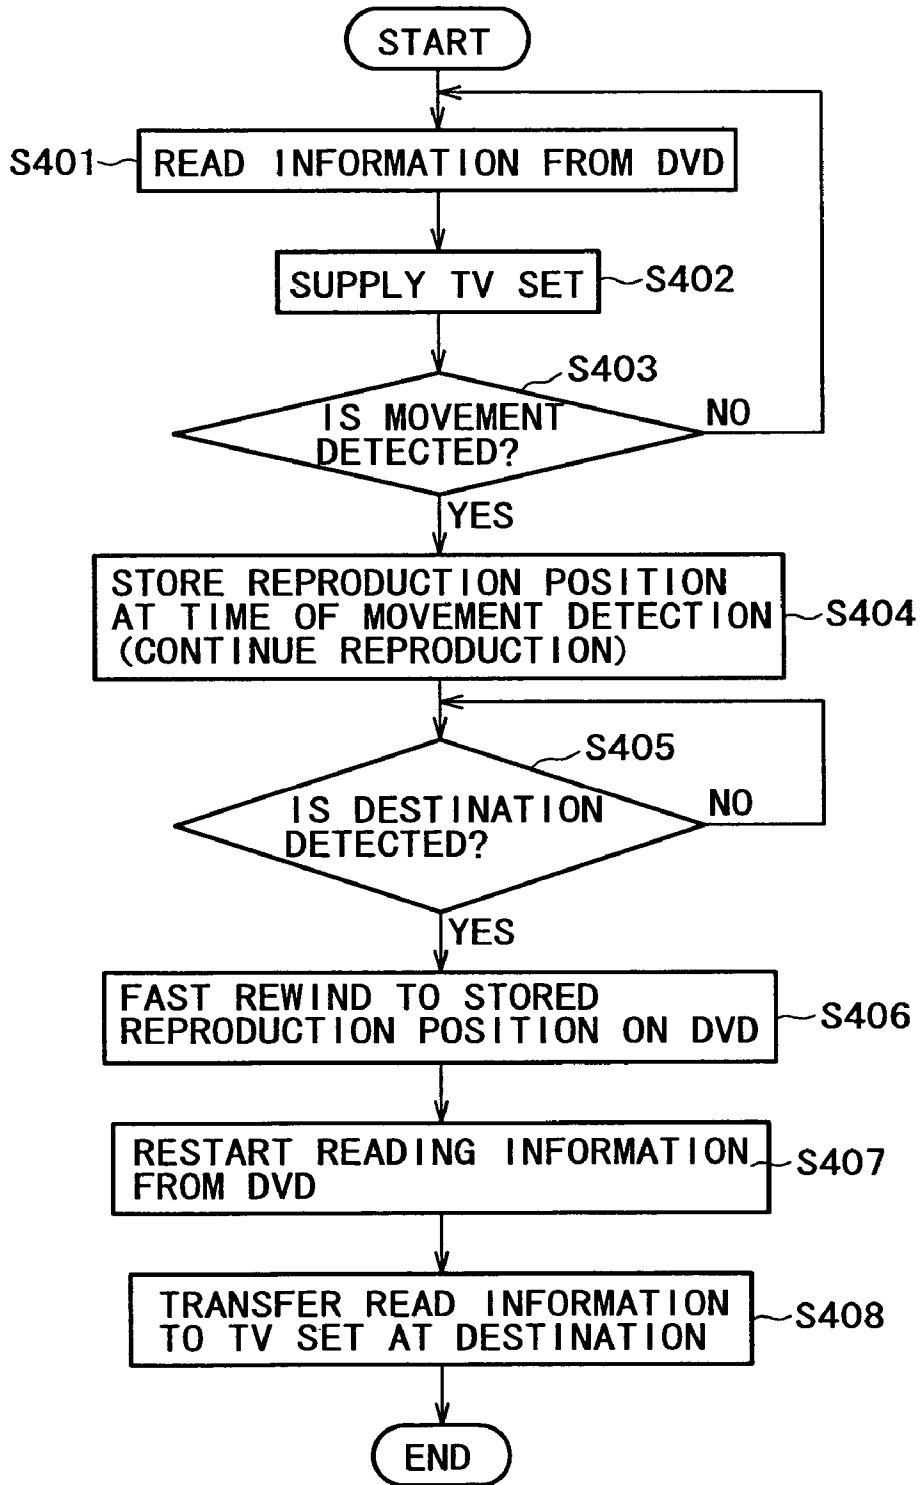 START
S401
READ INFORMATION FROM DVD
SUPPLY TV SET
S402
S403
IS MOVEMENT
DETECTED?
NO
YES
STORE REPRODUCTION POSITION
AT TIME OF MOVEMENT DETECTION
(CONTINUE REPRODUCTION)
S404
S405
IS DESTINATION
DETECTED?
NO
YES
FAST REWIND TO STORED
REPRODUCTION POSITION ON DVD
S406
RESTART READING INFORMATION
FROM DVD
S407
TRANSFER READ INFORMATION
TO TV SET AT DESTINATION
S408
END